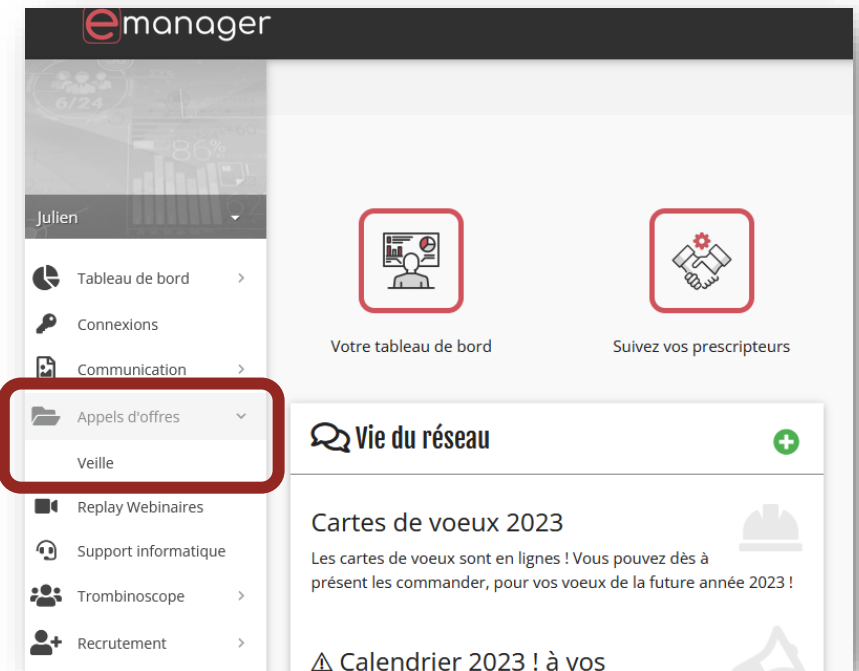 emanager
6/24
86%
Julien
Tableau de bord
Connexions
Communication
Appels d'offres
Veille
Replay Webinaires
Support informatique
Trombinoscope
Recrutement
Votre tableau de bord
Suivez vos prescripteurs
Vie du réseau
Cartes de voeux 2023
Les cartes de voeux sont en lignes ! Vous pouvez dès à
présent les commander, pour vos voeux de la future année 2023 !
⚠ Calendrier 2023 ! à vos